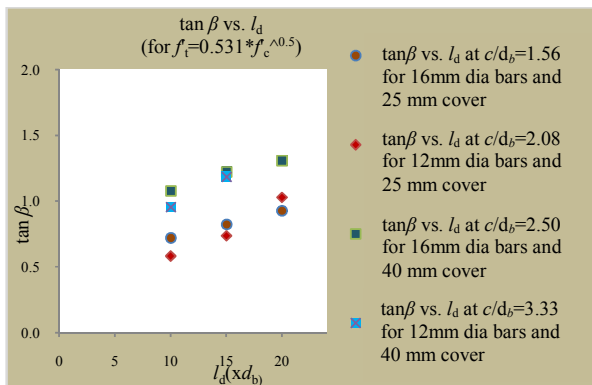 tan β vs. ld
(for f't=0.531*f'c^0.5)
2.0
1.5
1.0
0.5
0.0
tan β
0 5 10 15 20
ld(xdb)
tanβ vs. ld at c/db=1.56
for 16mm dia bars and
25 mm cover
tanβ vs. ld at c/db=2.08
for 12mm dia bars and
25 mm cover
tanβ vs. ld at c/db=2.50
for 16mm dia bars and
40 mm cover
tanβ vs. ld at c/db=3.33
for 12mm dia bars and
40 mm cover